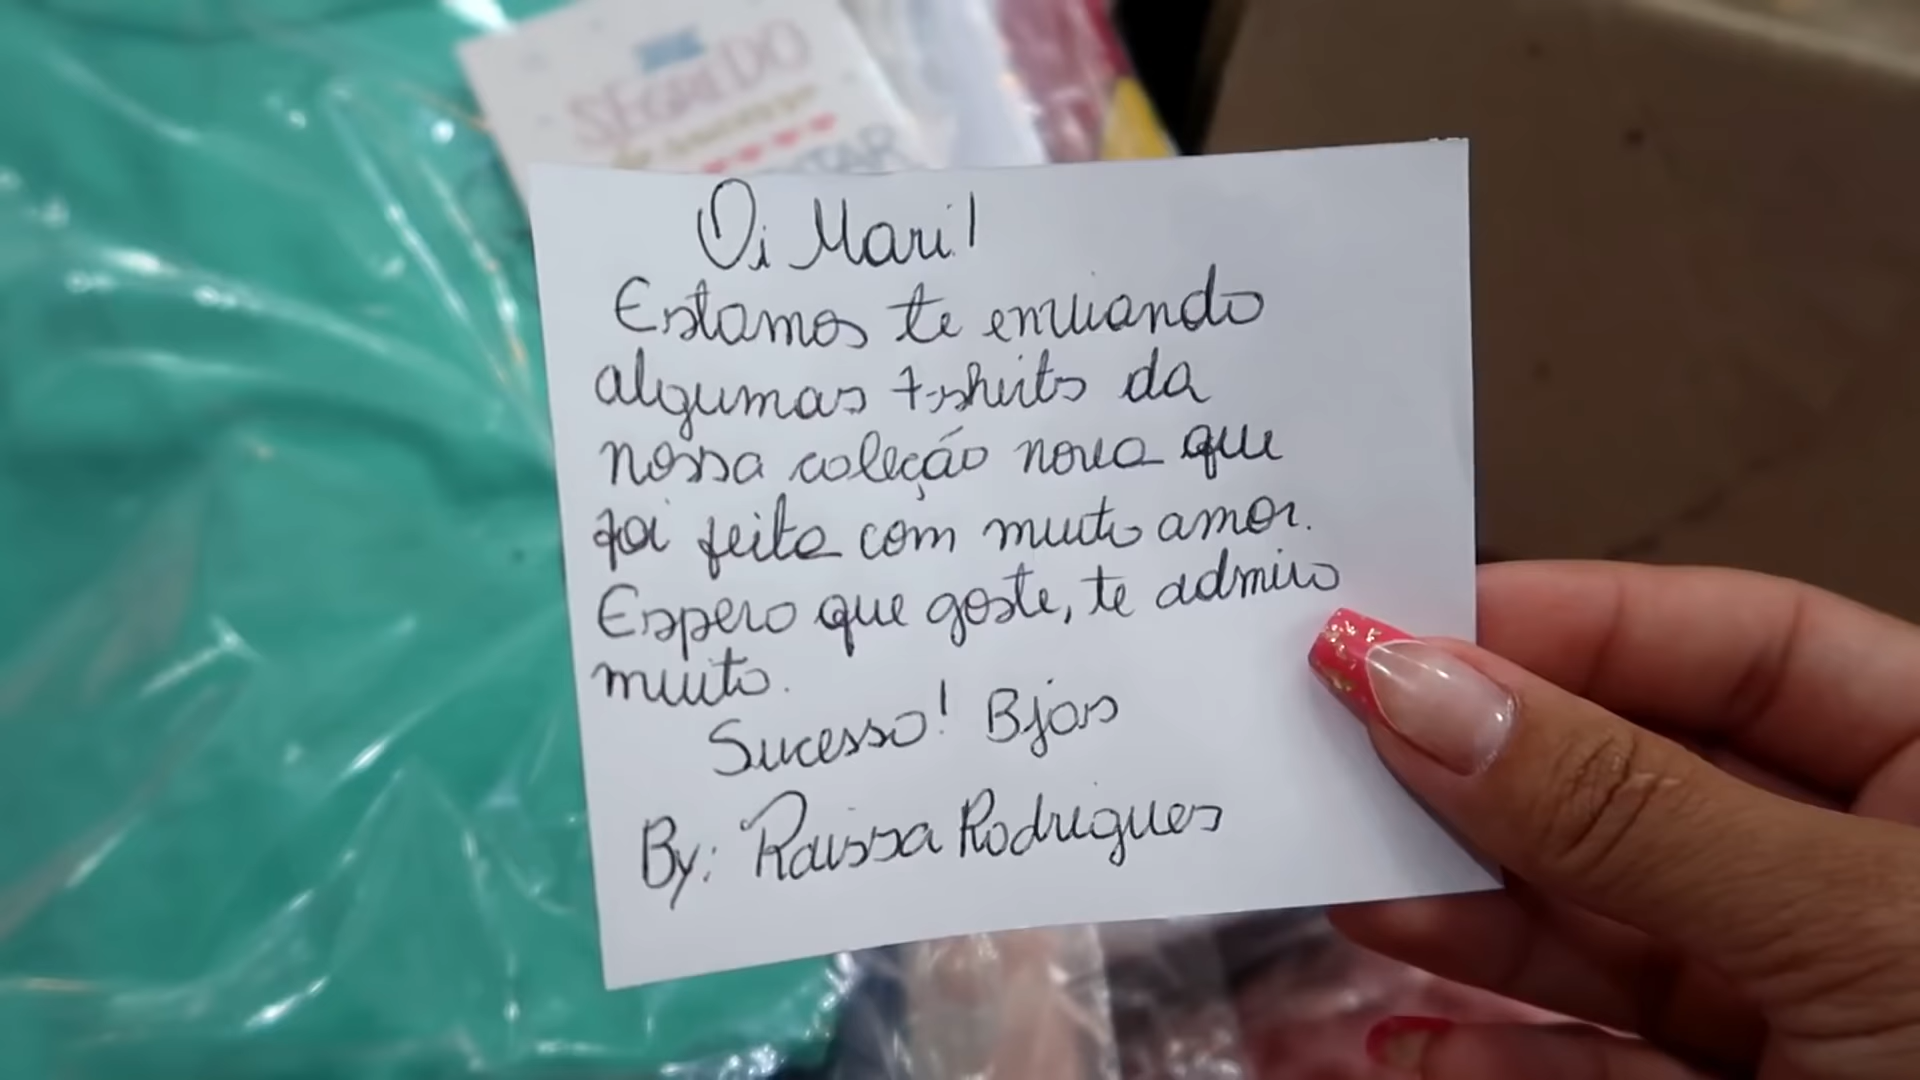 SEGREDO
Oi Mari!
Estamos te enviando
algumas t-shirts da
nossa coleção nova que
foi feita com muito amor.
Espero que goste, te admiro
muito.
Sucesso! Bjos
By: Raissa Rodrigues